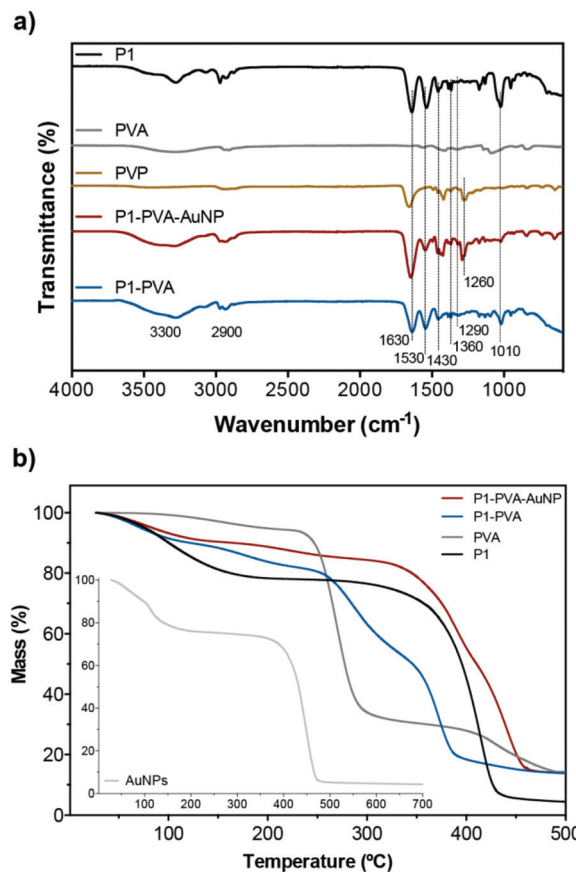 a)
P1
PVA
PVP
P1-PVA-AuNP
P1-PVA
Transmittance (%)
3300 2900 1630 1530 1430 1360 1290 1260 1010
4000 3500 3000 2500 2000 1500 1000
Wavenumber (cm⁻¹)
b)
P1-PVA-AuNP
P1-PVA
PVA
P1
Mass (%)
100
80
60
40
20
0
100
80
60
40
20
0
AuNPs
100 200 300 400 500 600 700
100 200 300 400 500
Temperature (ºC)